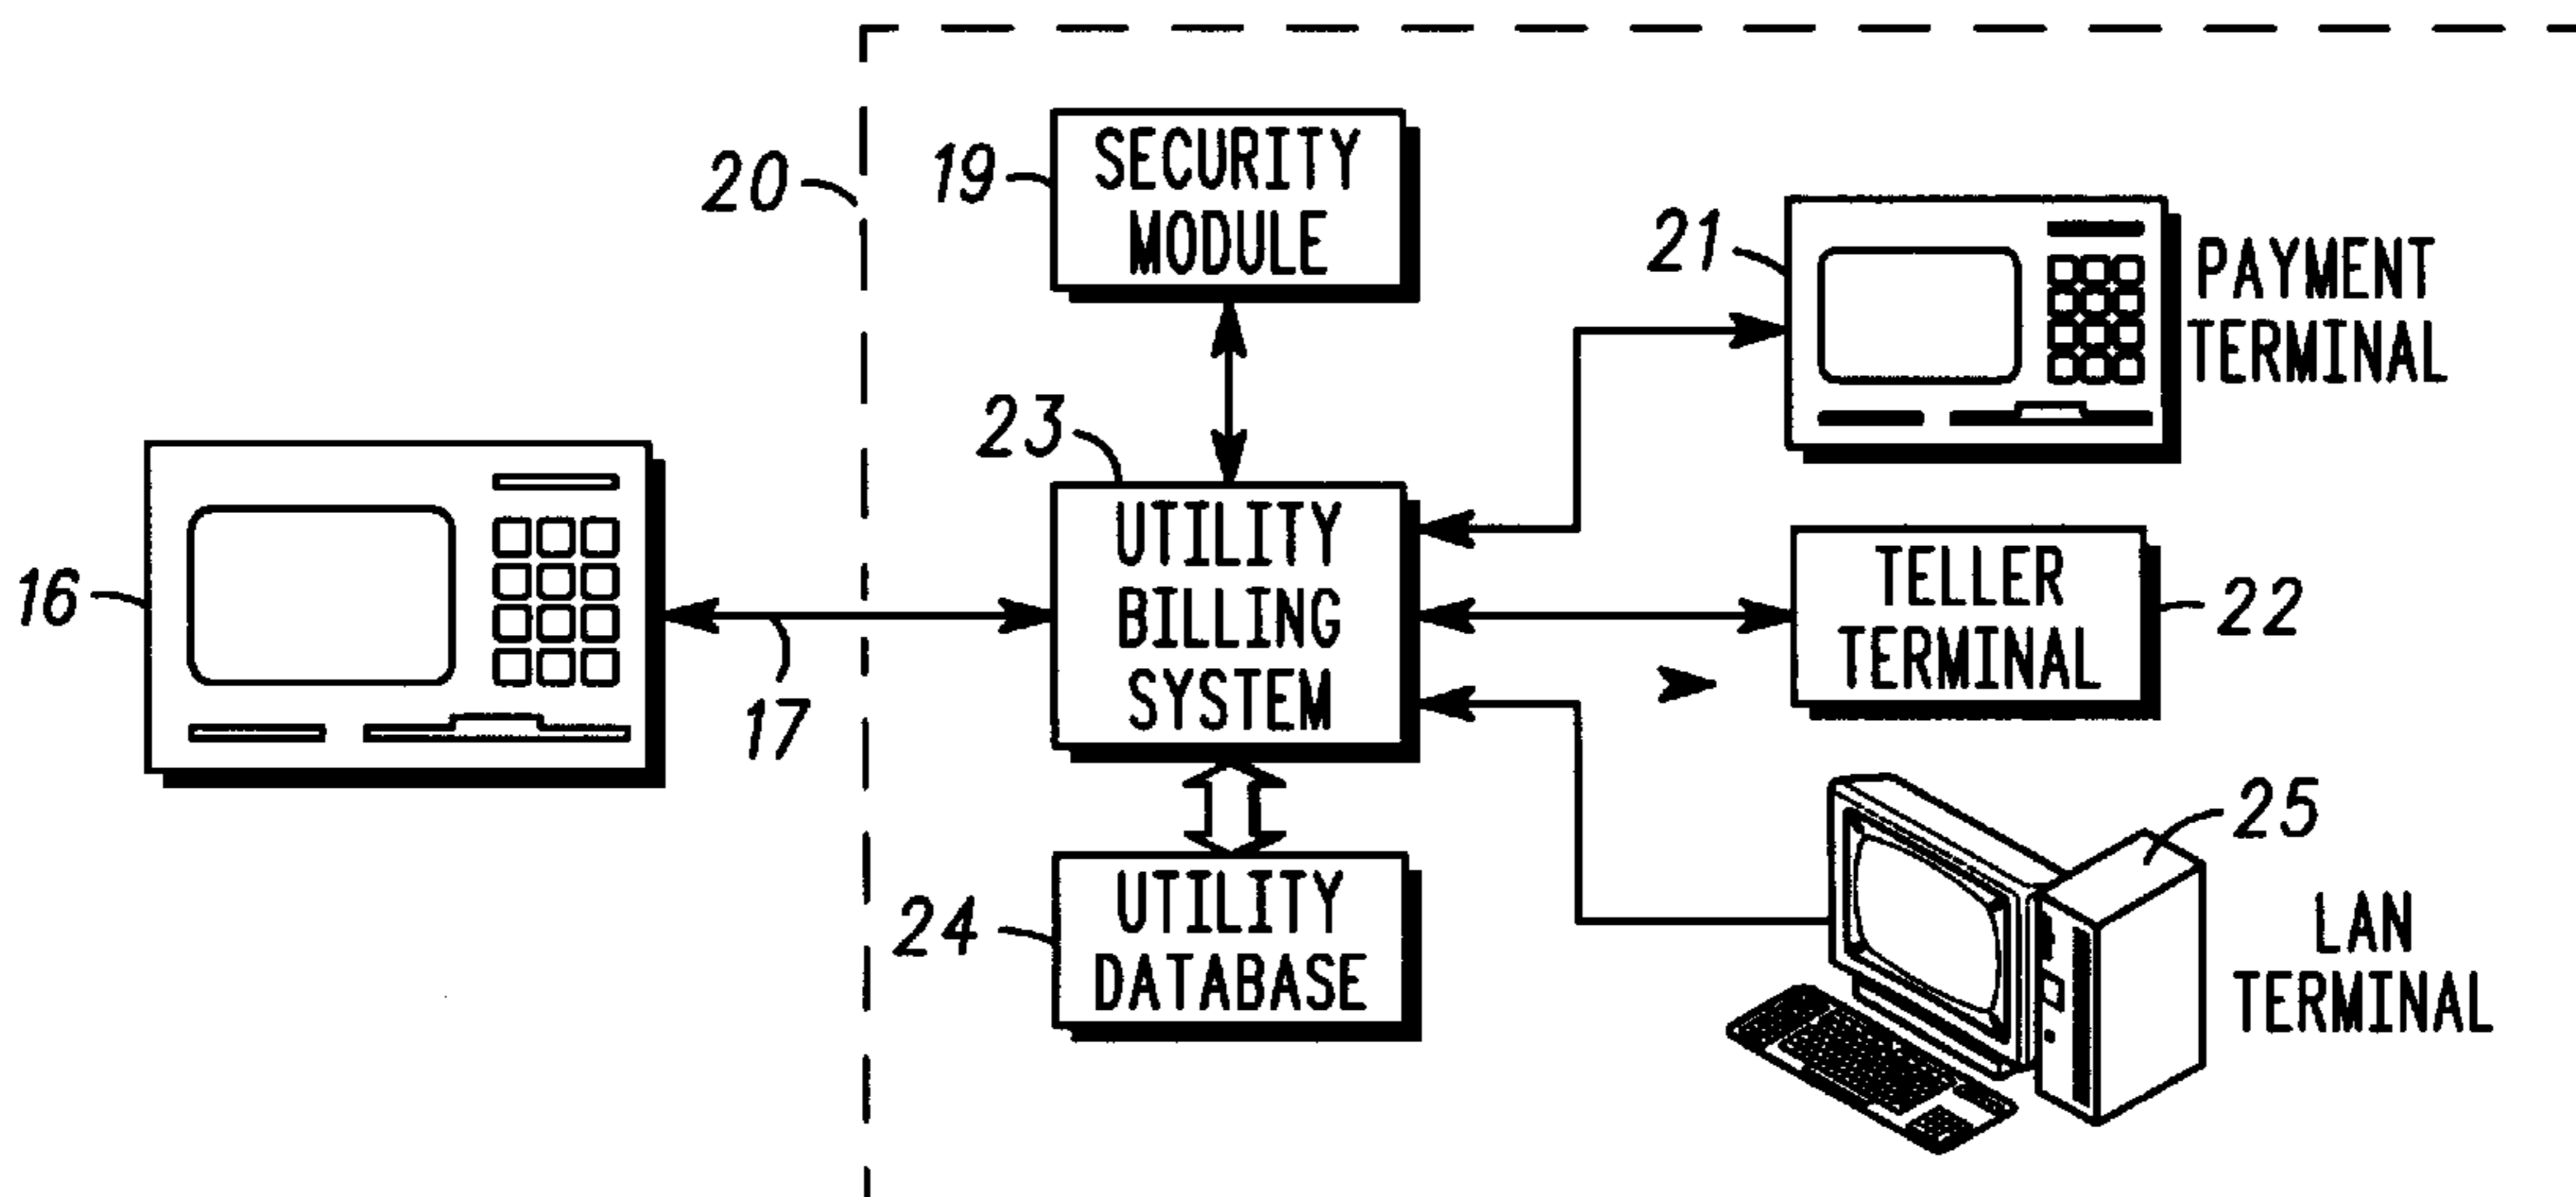 20
19
SECURITY
MODULE
21
PAYMENT
TERMINAL
23
16
17
UTILITY
BILLING
SYSTEM
TELLER
TERMINAL
22
24
UTILITY
DATABASE
25
LAN
TERMINAL